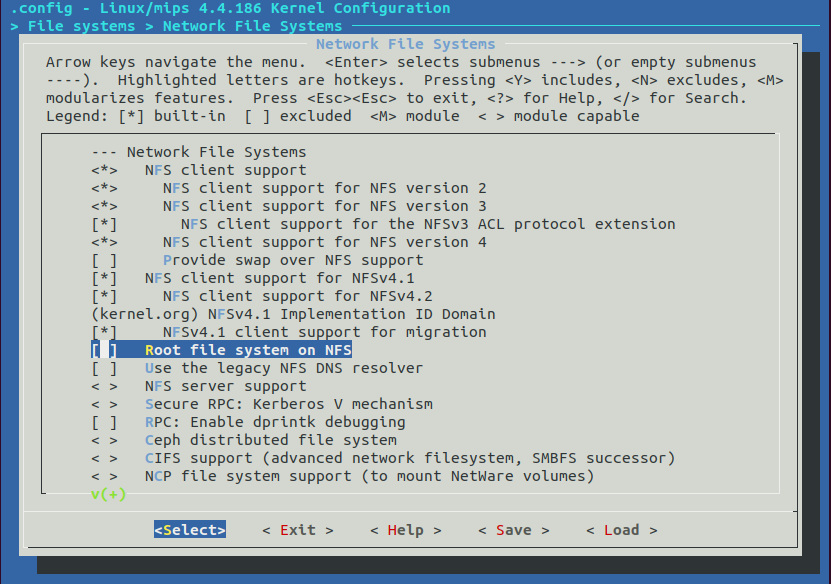 .config - Linux/mips 4.4.186 Kernel Configuration
> File systems > Network File Systems
Network File Systems
Arrow keys navigate the menu.  <Enter> selects submenus ---> (or empty submenus
----).  Highlighted letters are hotkeys.  Pressing <Y> includes, <N> excludes, <M>
modularizes features.  Press <Esc><Esc> to exit, <?> for Help, </> for Search.
Legend: [*] built-in  [ ] excluded  <M> module  < > module capable
--- Network File Systems
<*>   NFS client support
<*>     NFS client support for NFS version 2
<*>     NFS client support for NFS version 3
[*]       NFS client support for the NFSv3 ACL protocol extension
<*>     NFS client support for NFS version 4
[ ]     Provide swap over NFS support
[*]   NFS client support for NFSv4.1
[*]     NFS client support for NFSv4.2
(kernel.org) NFSv4.1 Implementation ID Domain
[*]     NFSv4.1 client support for migration
[ ]   Root file system on NFS
[ ]   Use the legacy NFS DNS resolver
< >   NFS server support
< >   Secure RPC: Kerberos V mechanism
[ ]   RPC: Enable dprintk debugging
< >   Ceph distributed file system
< >   CIFS support (advanced network filesystem, SMBFS successor)
< >   NCP file system support (to mount NetWare volumes)
v(+)
<Select>    < Exit >    < Help >    < Save >    < Load >